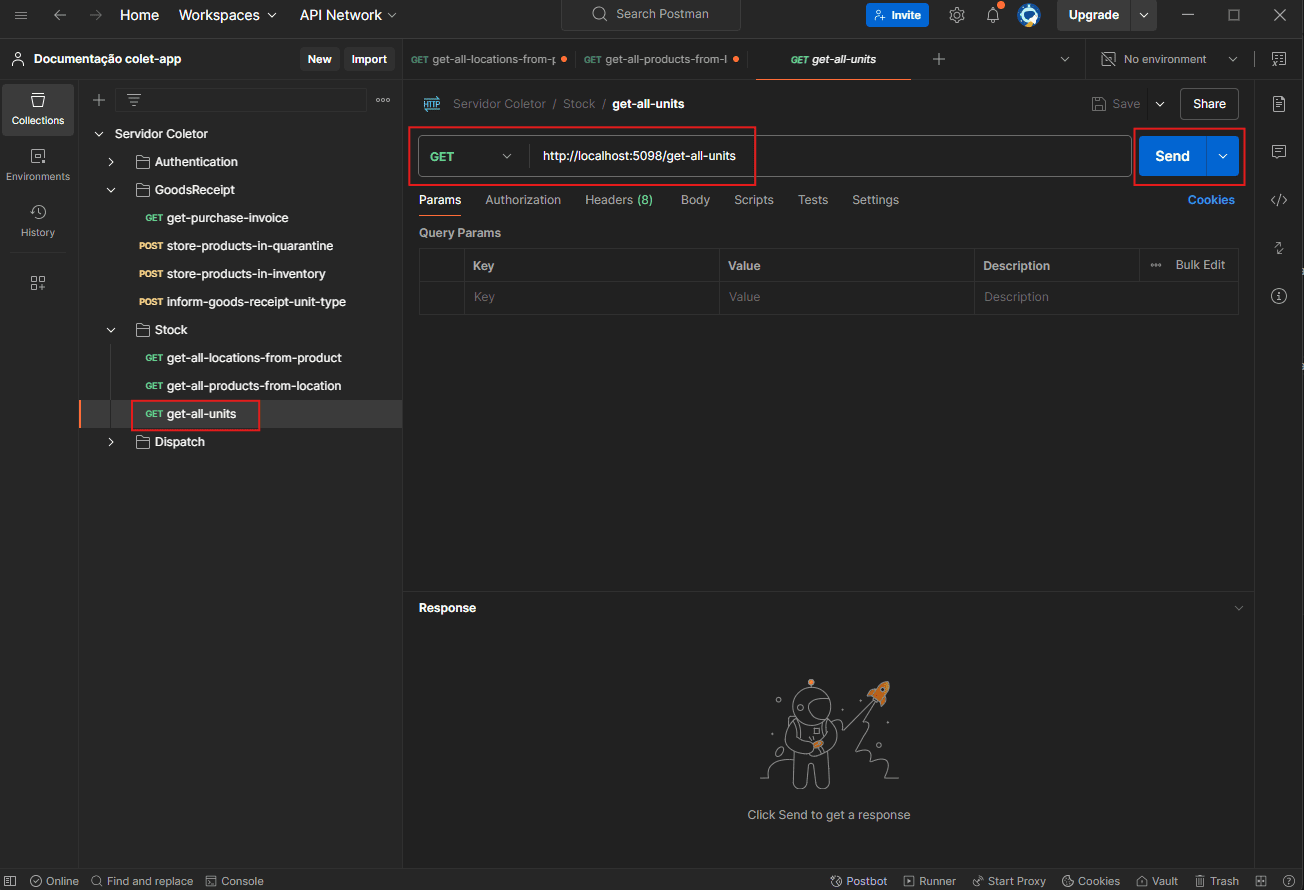 Home Workspaces API Network Search Postman Invite Upgrade
Documentação colet-app New Import GET get-all-locations-from-p GET get-all-products-from-l GET get-all-units No environment
Collections
Environments
History
Servidor Coletor
Authentication
GoodsReceipt
GET get-purchase-invoice
POST store-products-in-quarantine
POST store-products-in-inventory
POST inform-goods-receipt-unit-type
Stock
GET get-all-locations-from-product
GET get-all-products-from-location
GET get-all-units
Dispatch
HTTP Servidor Coletor / Stock / get-all-units Save Share
GET http://localhost:5098/get-all-units Send
Params Authorization Headers (8) Body Scripts Tests Settings Cookies
Query Params
Key Value Description Bulk Edit
Key Value Description
Response
Click Send to get a response
Online Find and replace Console Postbot Runner Start Proxy Cookies Vault Trash